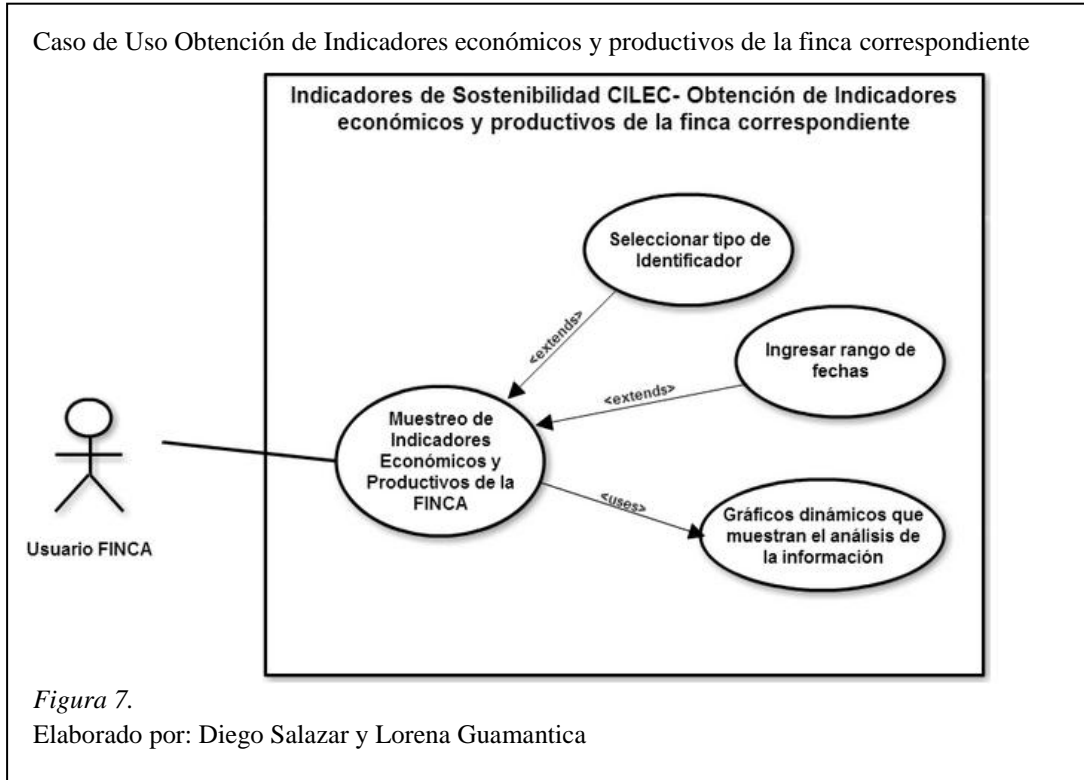 Caso de Uso Obtención de Indicadores económicos y productivos de la finca correspondiente
Indicadores de Sostenibilidad CILEC- Obtención de Indicadores
económicos y productivos de la finca correspondiente
Seleccionar tipo de
Identificador
<extends>
Ingresar rango de
fechas
<extends>
Muestreo de
Indicadores
Económicos y
Productivos de la
FINCA
<uses>
Gráficos dinámicos que
muestran el análisis de
la información
Usuario FINCA
Figura 7.
Elaborado por: Diego Salazar y Lorena Guamantica